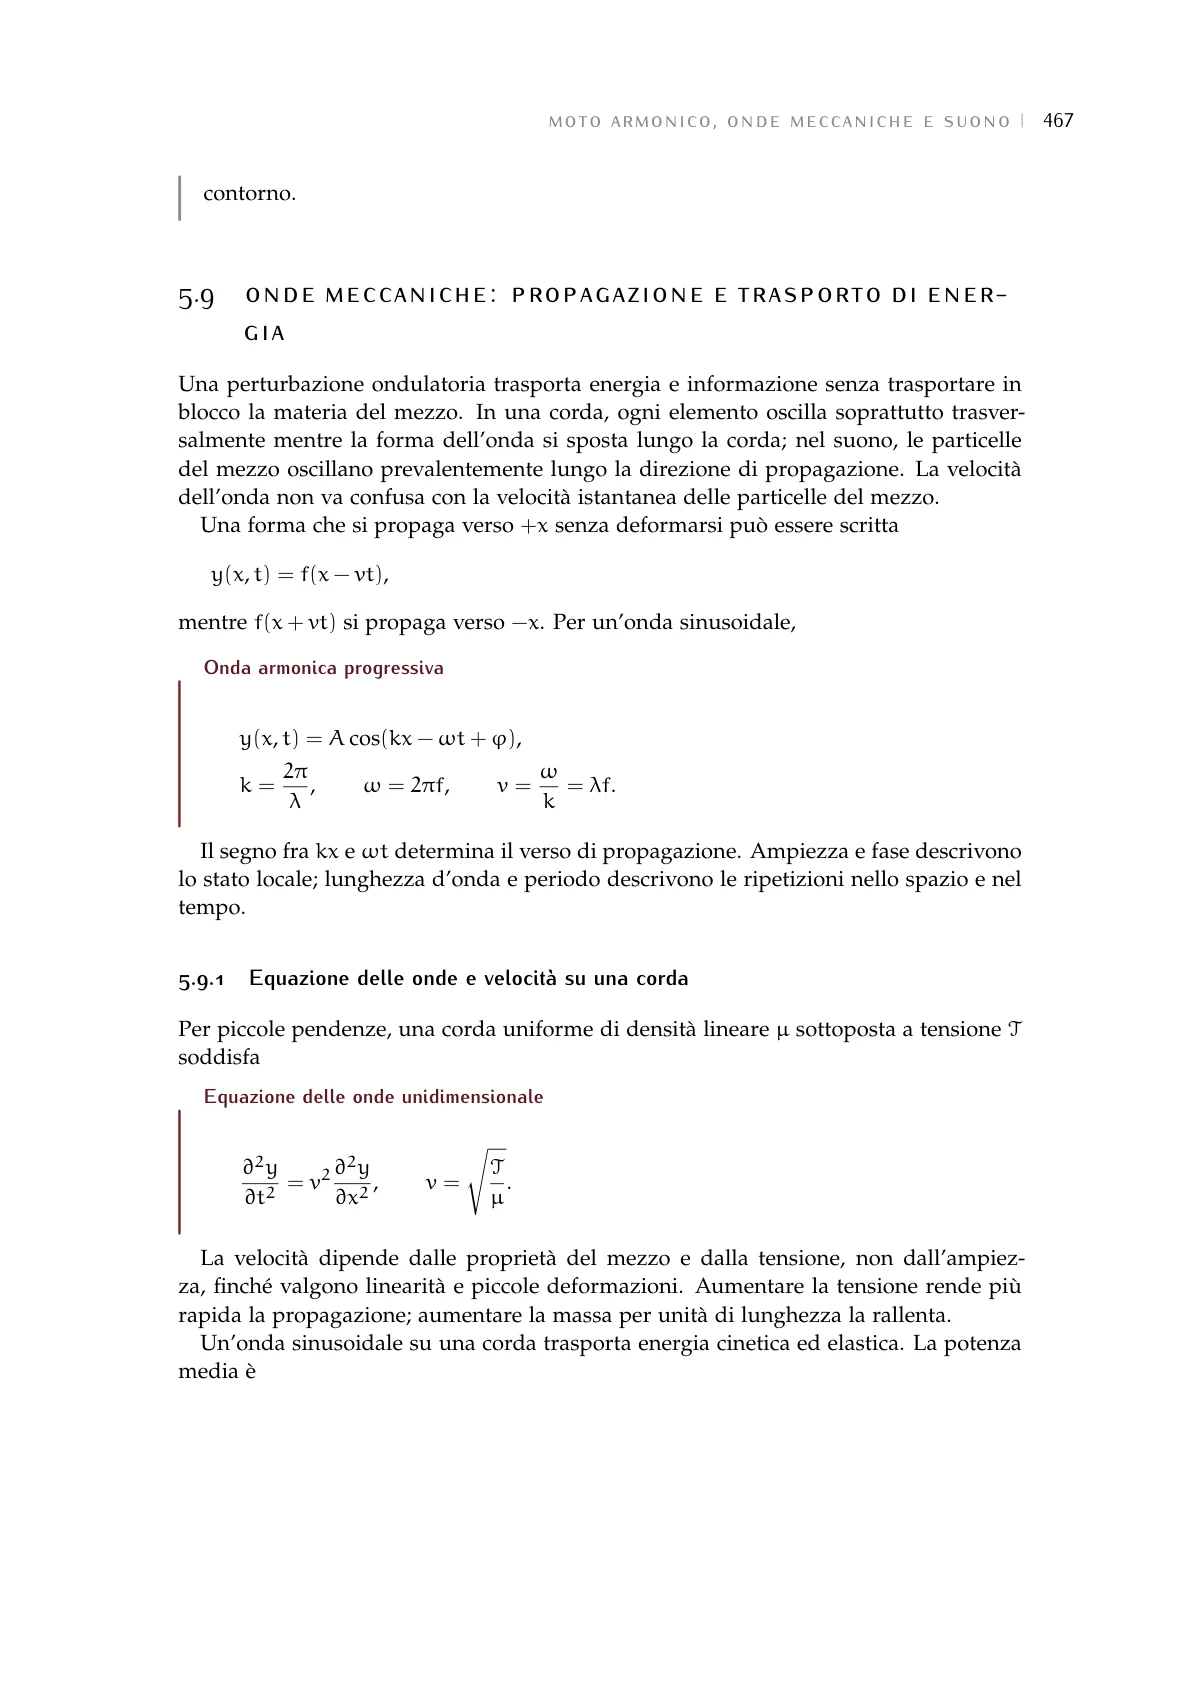 MOTO ARMONICO, ONDE MECCANICHE E SUONO | 467
contorno.
5.9 ONDE MECCANICHE: PROPAGAZIONE E TRASPORTO DI ENER-
GIA
Una perturbazione ondulatoria trasporta energia e informazione senza trasportare in
blocco la materia del mezzo. In una corda, ogni elemento oscilla soprattutto trasver-
salmente mentre la forma dell'onda si sposta lungo la corda; nel suono, le particelle
del mezzo oscillano prevalentemente lungo la direzione di propagazione. La velocità
dell'onda non va confusa con la velocità istantanea delle particelle del mezzo.
Una forma che si propaga verso +x senza deformarsi può essere scritta
y(x, t) = f(x − vt),
mentre f(x + vt) si propaga verso −x. Per un'onda sinusoidale,
Onda armonica progressiva
y(x, t) = A cos(kx − ωt + φ),
k = 2π/λ, ω = 2πf, v = ω/k = λf.
Il segno fra kx e ωt determina il verso di propagazione. Ampiezza e fase descrivono
lo stato locale; lunghezza d'onda e periodo descrivono le ripetizioni nello spazio e nel
tempo.
5.9.1 Equazione delle onde e velocità su una corda
Per piccole pendenze, una corda uniforme di densità lineare μ sottoposta a tensione 𝒯
soddisfa
Equazione delle onde unidimensionale
∂²y/∂t² = v² ∂²y/∂x², v = √(𝒯/μ).
La velocità dipende dalle proprietà del mezzo e dalla tensione, non dall'ampiez-
za, finché valgono linearità e piccole deformazioni. Aumentare la tensione rende più
rapida la propagazione; aumentare la massa per unità di lunghezza la rallenta.
Un'onda sinusoidale su una corda trasporta energia cinetica ed elastica. La potenza
media è